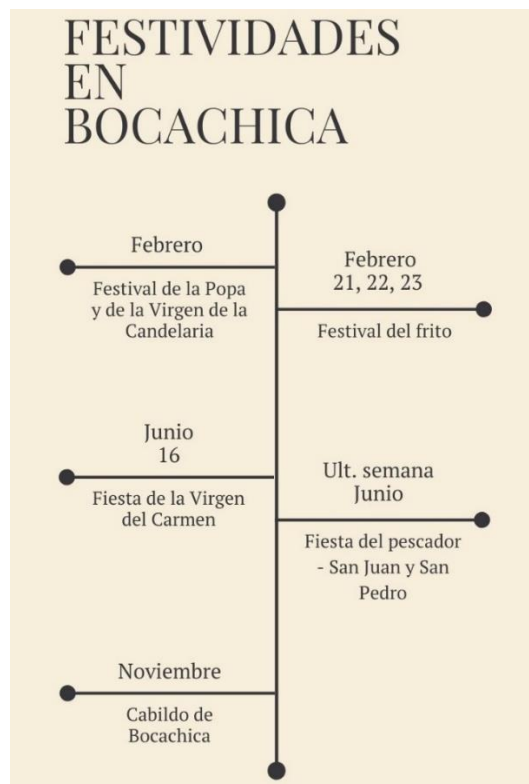 FESTIVIDADES
EN
BOCACHICA
Febrero
Festival de la Popa
y de la Virgen de la
Candelaria
Febrero
21, 22, 23
Festival del frito
Junio
16
Fiesta de la Virgen
del Carmen
Ult. semana
Junio
Fiesta del pescador
- San Juan y San
Pedro
Noviembre
Cabildo de
Bocachica